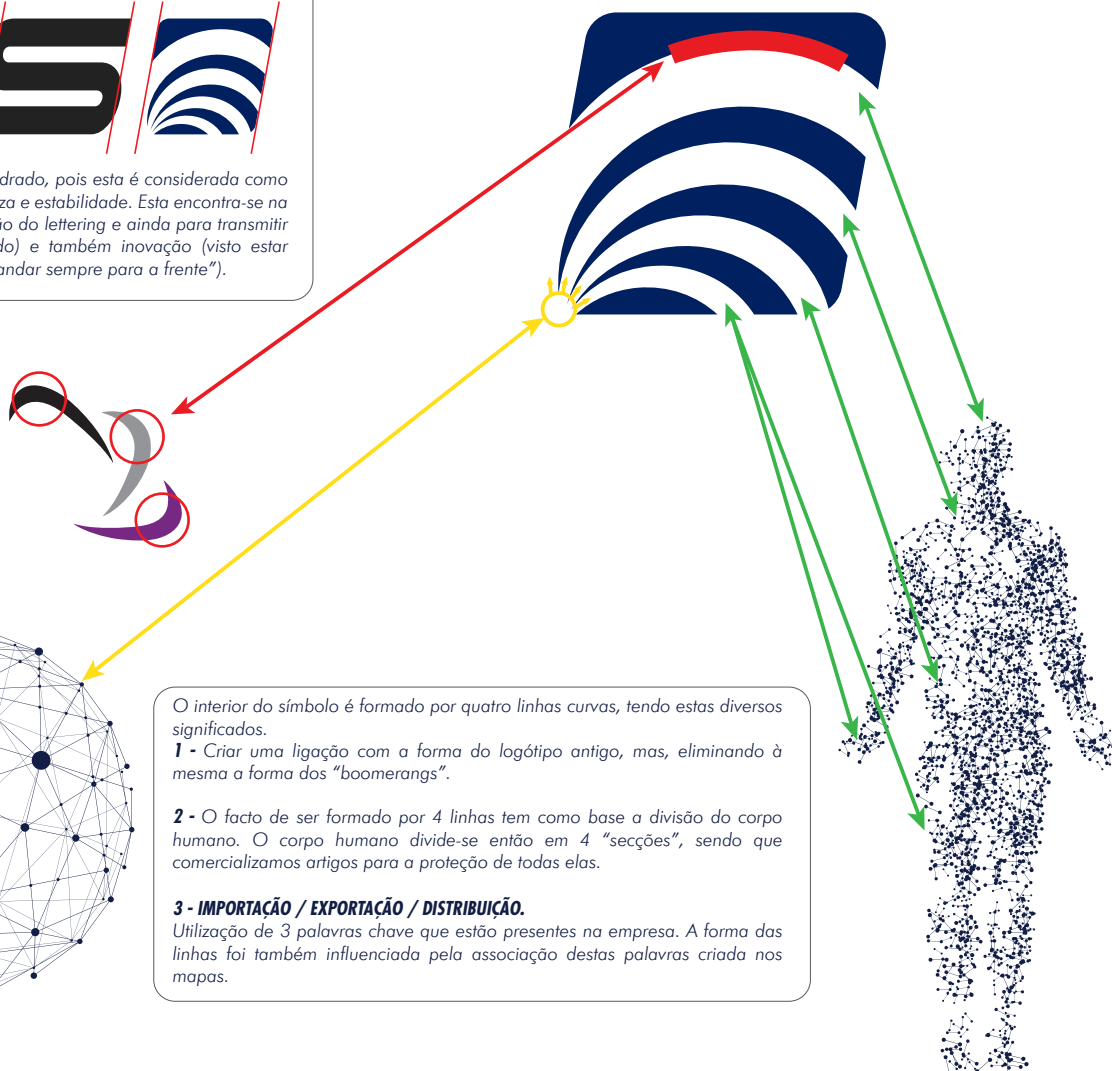 S
drado, pois esta é considerada como
za e estabilidade. Esta encontra-se na
ão do lettering e ainda para transmitir
do) e também inovação (visto estar
andar sempre para a frente”).
O interior do símbolo é formado por quatro linhas curvas, tendo estas diversos
significados.
1 - Criar uma ligação com a forma do logótipo antigo, mas, eliminando à
mesma a forma dos “boomerangs”.
2 - O facto de ser formado por 4 linhas tem como base a divisão do corpo
humano. O corpo humano divide-se então em 4 “secções”, sendo que
comercializamos artigos para a proteção de todas elas.
3 - IMPORTAÇÃO / EXPORTAÇÃO / DISTRIBUIÇÃO.
Utilização de 3 palavras chave que estão presentes na empresa. A forma das
linhas foi também influenciada pela associação destas palavras criada nos
mapas.